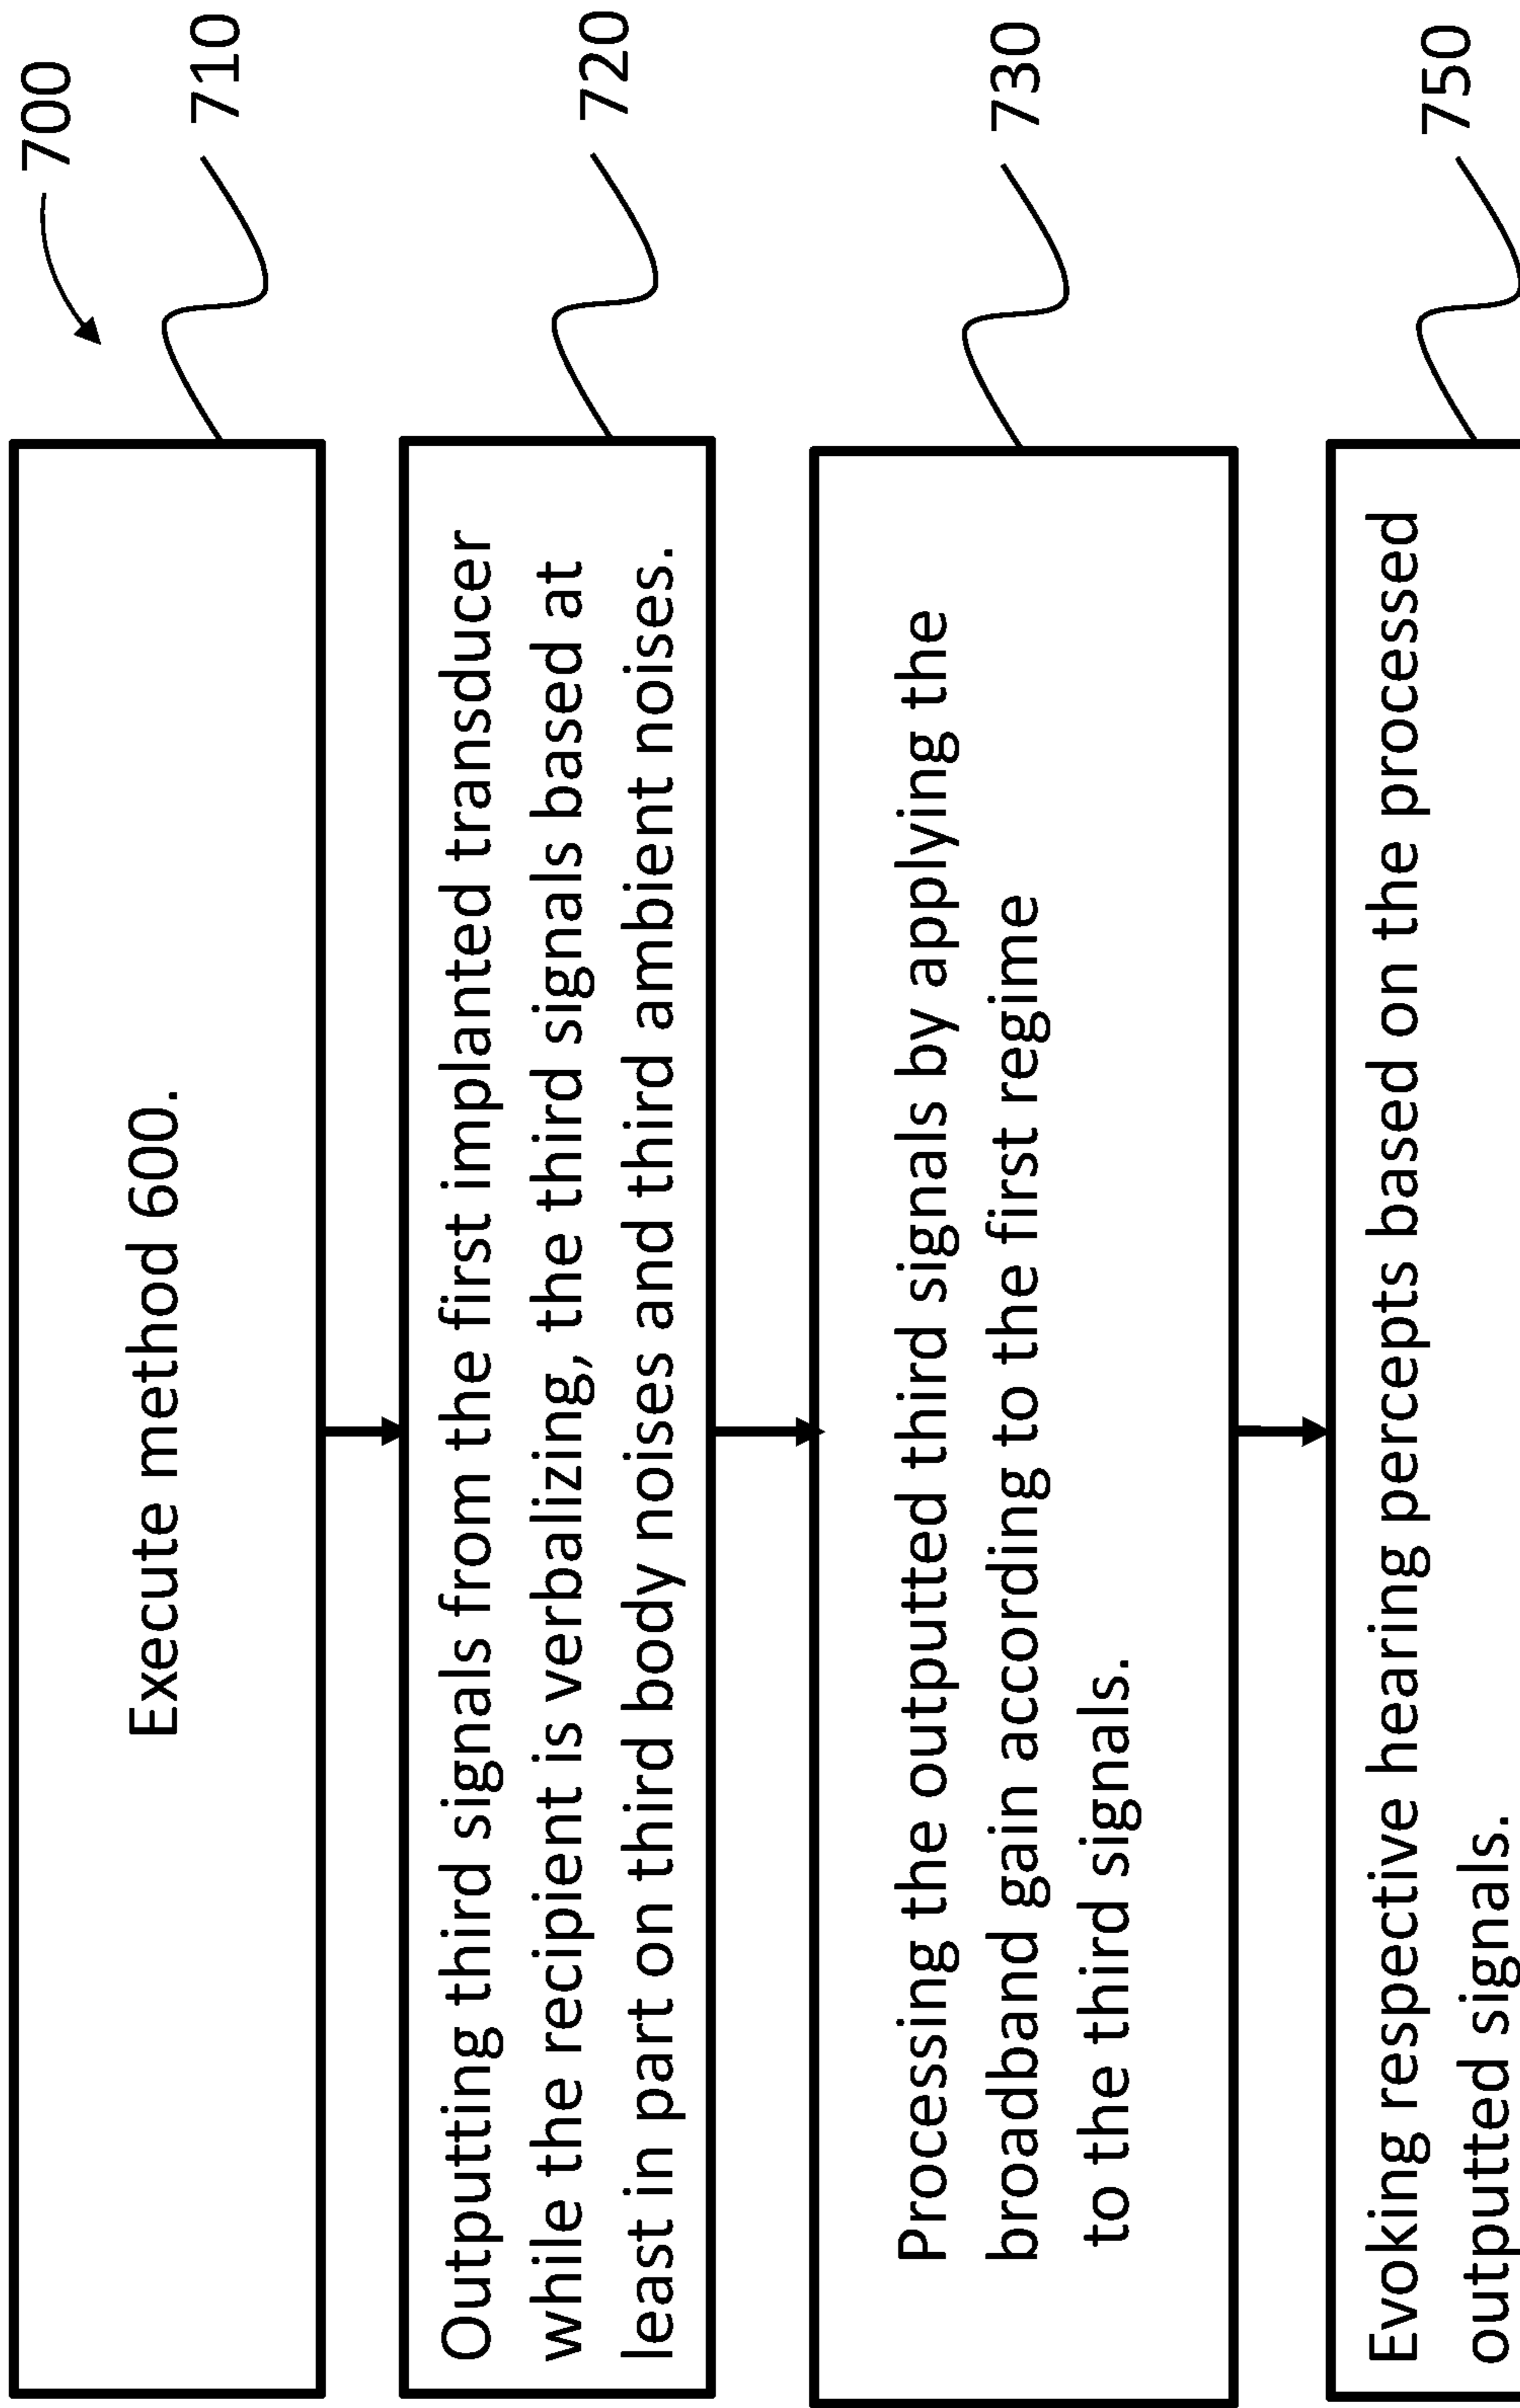 700
710
Execute method 600.
720
Outputting third signals from the first implanted transducer
while the recipient is verbalizing, the third signals based at
least in part on third body noises and third ambient noises.
730
Processing the outputted third signals by applying the
broadband gain according to the first regime
to the third signals.
750
Evoking respective hearing percepts based on the processed
outputted signals.